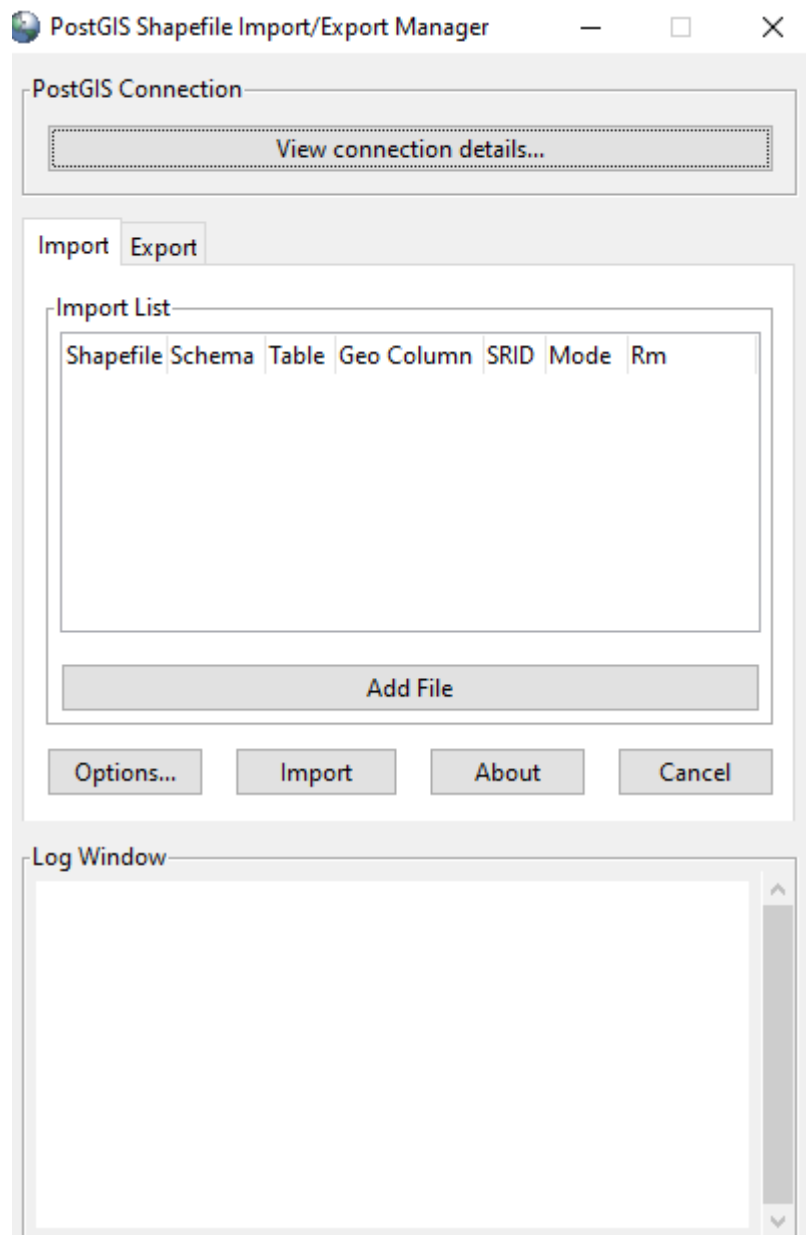 PostGIS Shapefile Import/Export Manager
PostGIS Connection
View connection details...
Import Export
Import List
Shapefile Schema Table Geo Column SRID Mode Rm
Add File
Options... Import About Cancel
Log Window